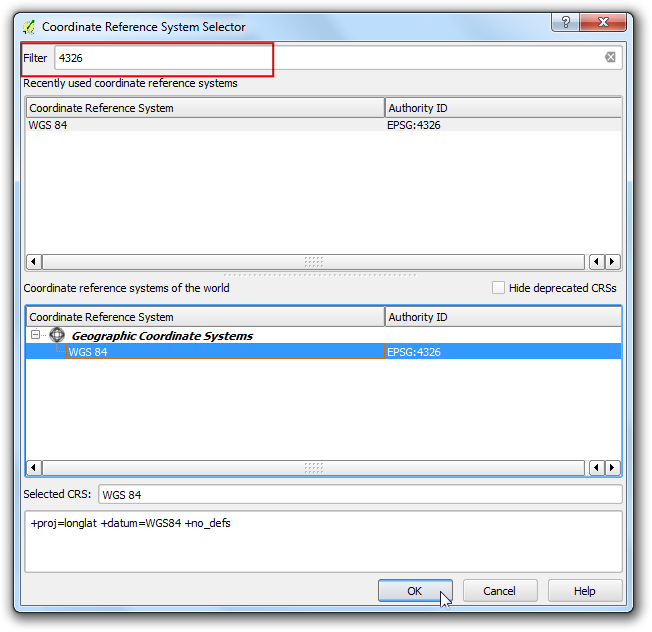 Coordinate Reference System Selector
Filter 4326
Recently used coordinate reference systems
Coordinate Reference System Authority ID
WGS 84 EPSG:4326
Coordinate reference systems of the world Hide deprecated CRSs
Coordinate Reference System Authority ID
Geographic Coordinate Systems
WGS 84 EPSG:4326
Selected CRS: WGS 84
+proj=longlat +datum=WGS84 +no_defs
OK Cancel Help